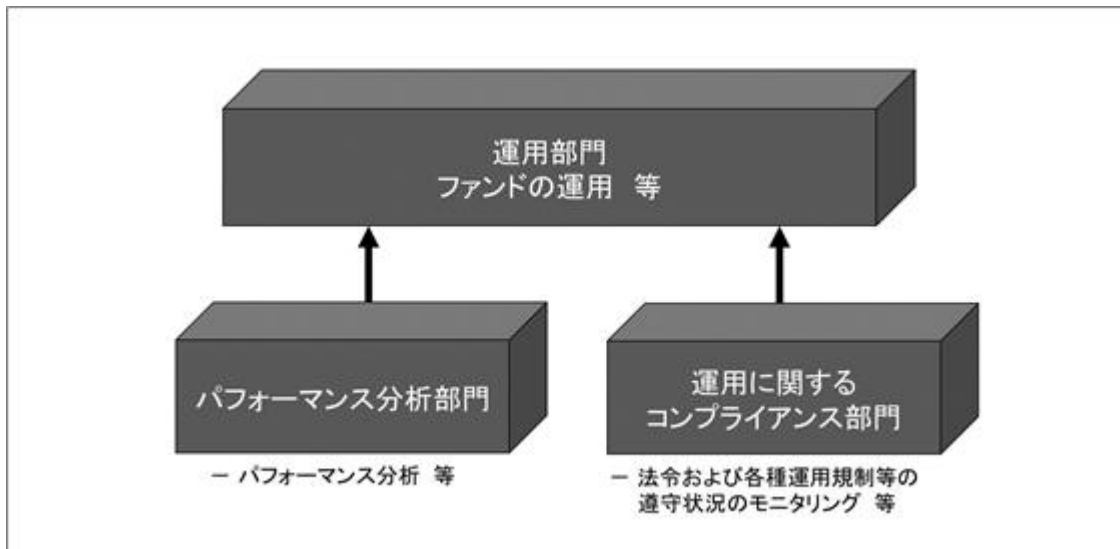 運用部門
ファンドの運用 等
パフォーマンス分析部門
運用に関する
コンプライアンス部門
－ パフォーマンス分析 等
－ 法令および各種運用規制等の
遵守状況のモニタリング 等